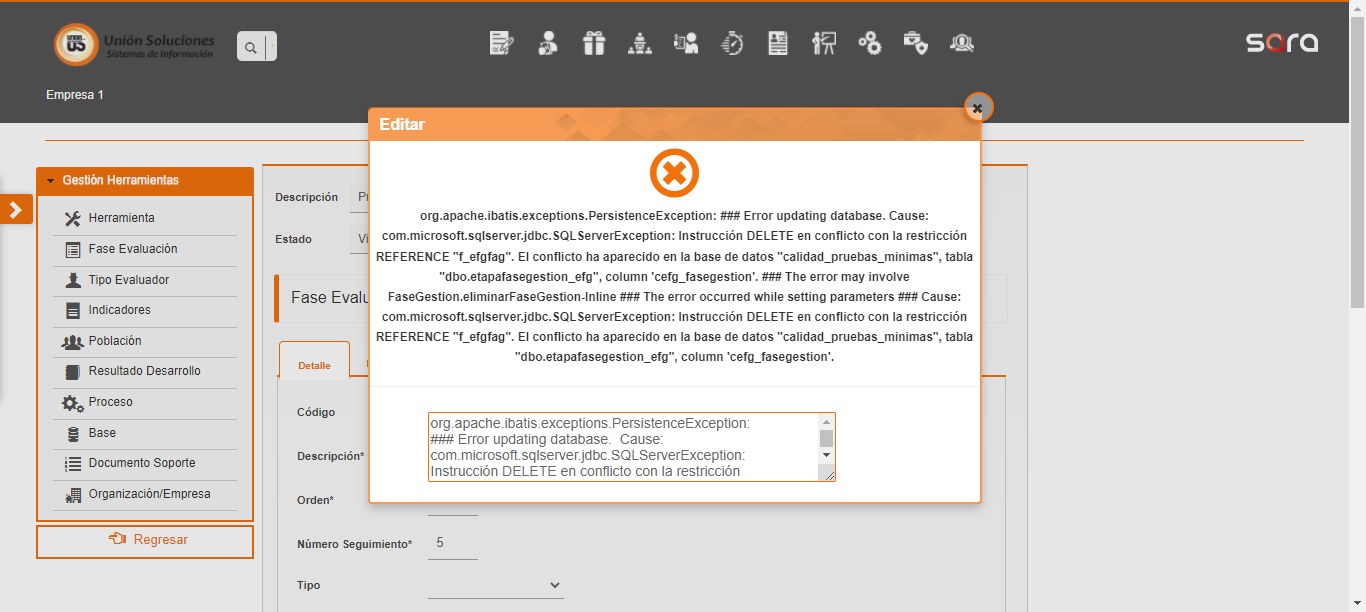 Unión Soluciones
Sistemas de Información
sara
Empresa 1
Editar
Gestión Herramientas
Herramienta
Fase Evaluación
Tipo Evaluador
Indicadores
Población
Resultado Desarrollo
Proceso
Base
Documento Soporte
Organización/Empresa
Regresar
Descripción
Estado
Fase
Detalle
Código
Descripción*
Orden*
Número Seguimiento* 5
Tipo
org.apache.ibatis.exceptions.PersistenceException: ### Error updating database. Cause:
com.microsoft.sqlserver.jdbc.SQLServerException: Instrucción DELETE en conflicto con la restricción
REFERENCE "f_efgfag". El conflicto ha aparecido en la base de datos "calidad_pruebas_minimas", tabla
"dbo.etapafasegestion_efg", column 'cefg_fasegestion'. ### The error may involve
FaseGestion.eliminarFaseGestion-Inline ### The error occurred while setting parameters ### Cause:
com.microsoft.sqlserver.jdbc.SQLServerException: Instrucción DELETE en conflicto con la restricción
REFERENCE "f_efgfag". El conflicto ha aparecido en la base de datos "calidad_pruebas_minimas", tabla
"dbo.etapafasegestion_efg", column 'cefg_fasegestion'.
org.apache.ibatis.exceptions.PersistenceException:
### Error updating database. Cause:
com.microsoft.sqlserver.jdbc.SQLServerException:
Instrucción DELETE en conflicto con la restricción